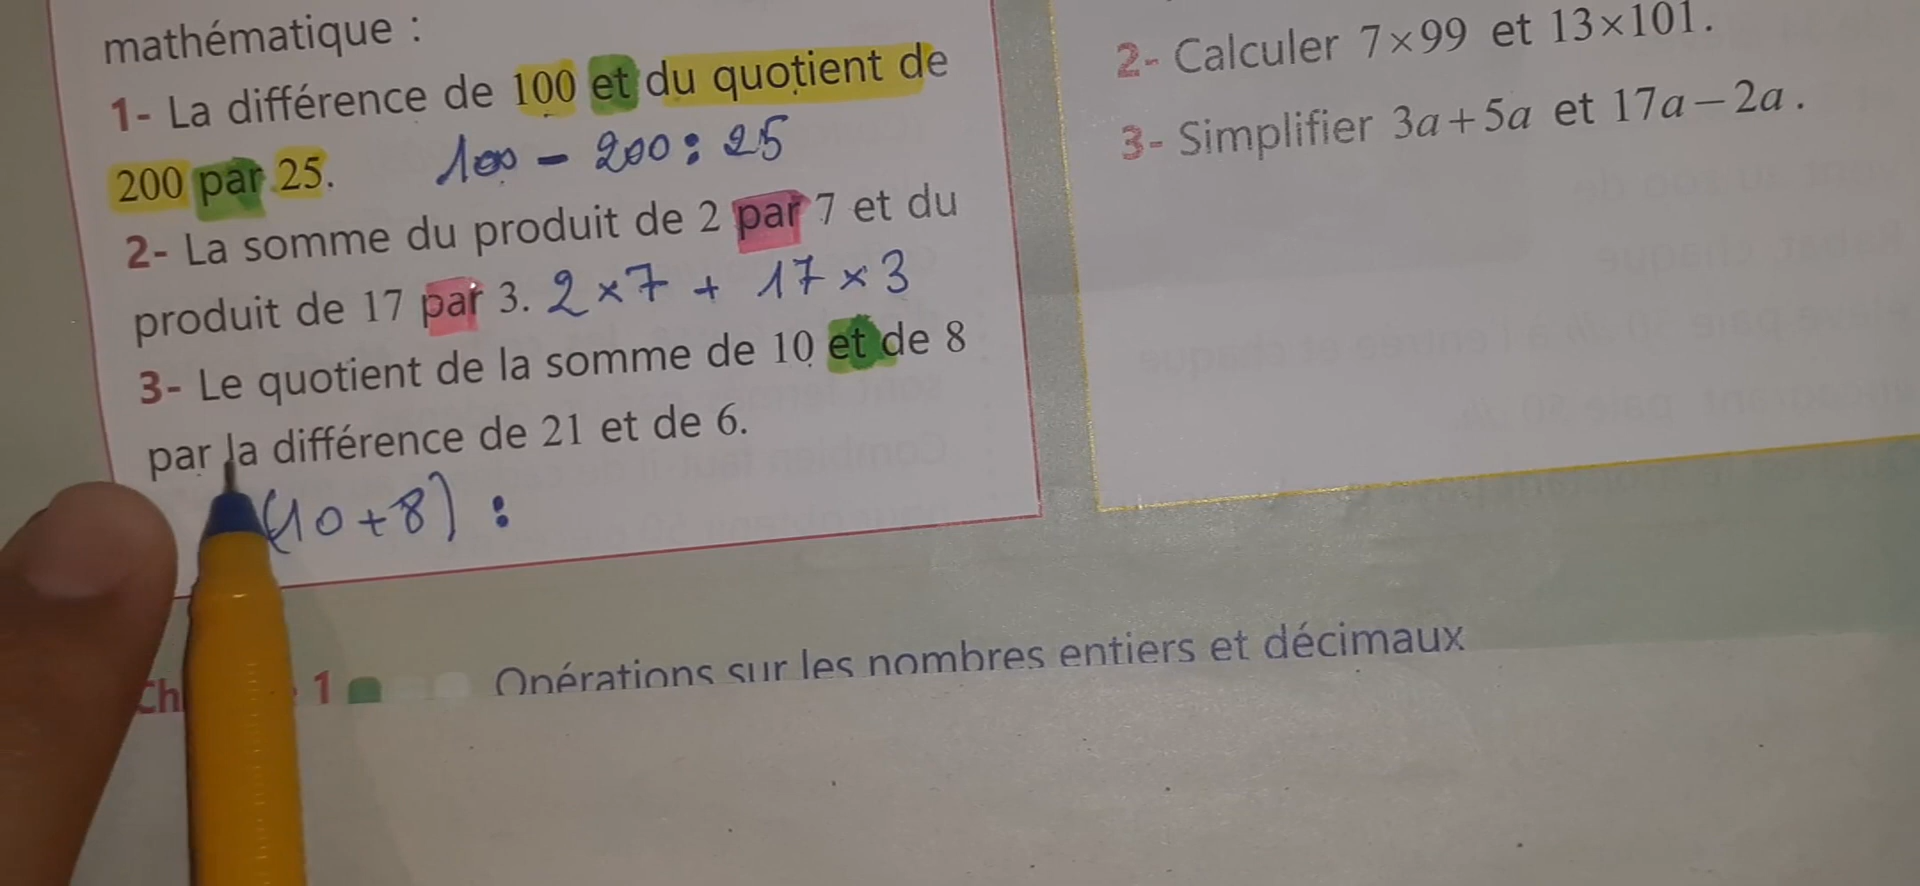 mathématique :
1- La différence de 100 et du quotient de
200 par 25.
100 - 200 : 25
2- La somme du produit de 2 par 7 et du
produit de 17 par 3.
2 × 7 + 17 × 3
3- Le quotient de la somme de 10 et de 8
par la différence de 21 et de 6.
(10 + 8) :
2- Calculer 7×99 et 13×101.
3- Simplifier 3a+5a et 17a−2a.
1
Opérations sur les nombres entiers et décimaux